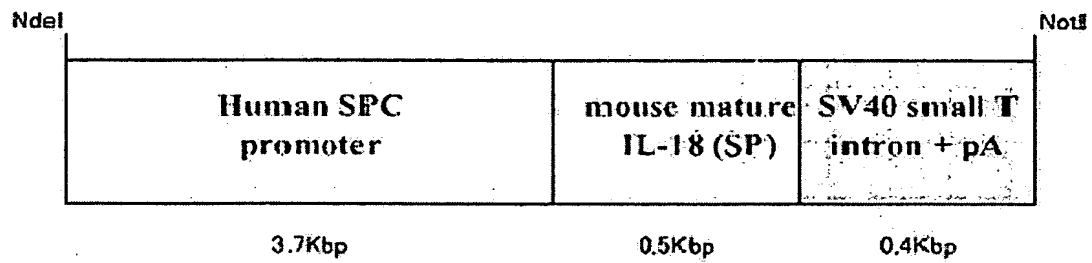 NdeI
NotI
Human SPC
promoter
mouse mature
IL-18 (SP)
SV40 small T
intron + pA
3.7Kbp
0.5Kbp
0.4Kbp